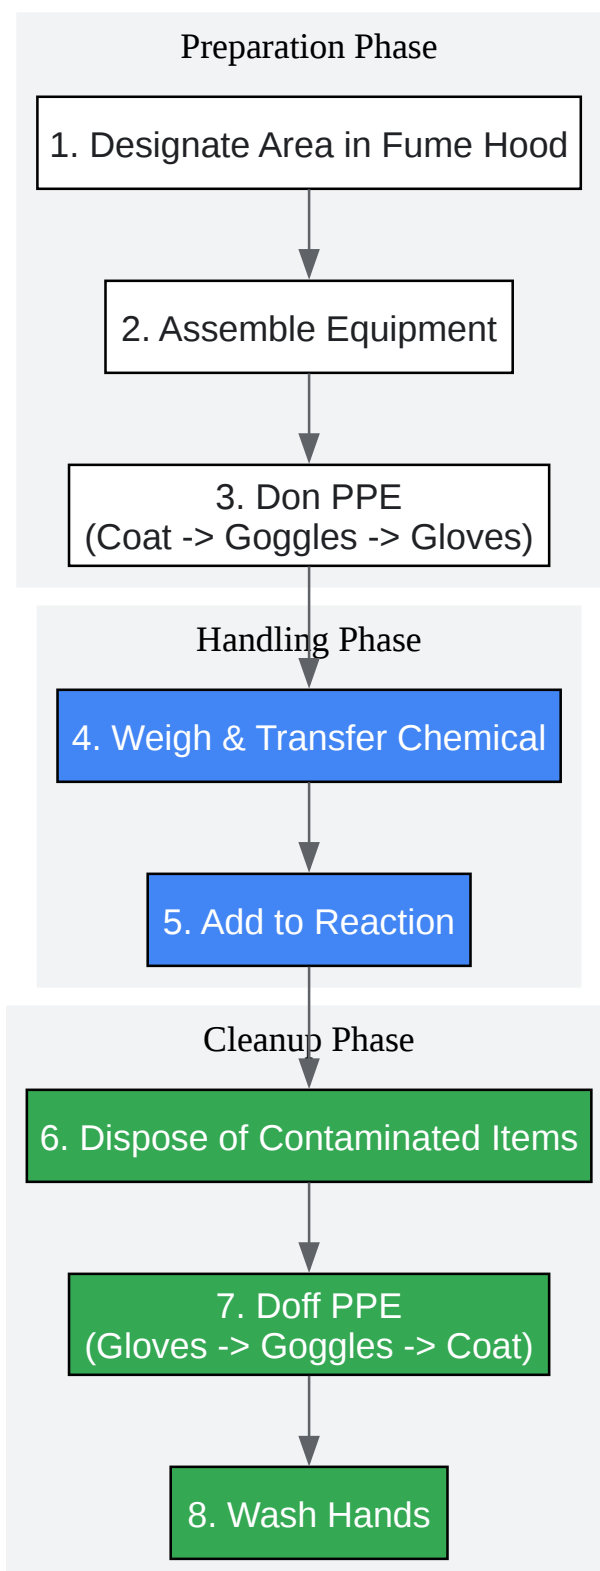 Preparation Phase
1. Designate Area in Fume Hood
2. Assemble Equipment
3. Don PPE
(Coat -> Goggles -> Gloves)
Handling Phase
4. Weigh & Transfer Chemical
5. Add to Reaction
Cleanup Phase
6. Dispose of Contaminated Items
7. Doff PPE
(Gloves -> Goggles -> Coat)
8. Wash Hands